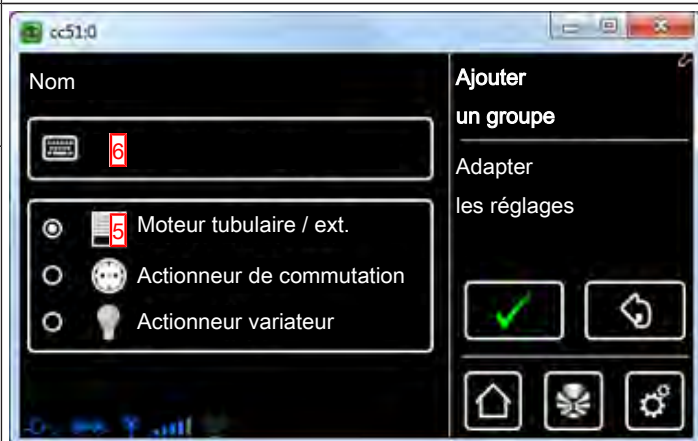 cc51:0
Nom
6
5 Moteur tubulaire / ext.
Actionneur de commutation
Actionneur variateur
Ajouter
un groupe
Adapter
les réglages